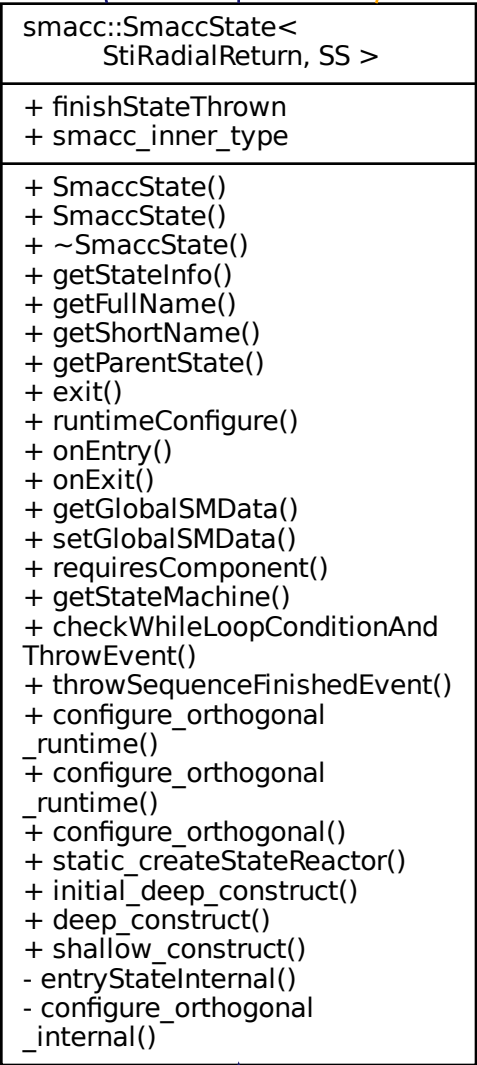 smacc::SmaccState<
StiRadialReturn, SS >
+ finishStateThrown
+ smacc_inner_type
+ SmaccState()
+ SmaccState()
+ ~SmaccState()
+ getStateInfo()
+ getFullName()
+ getShortName()
+ getParentState()
+ exit()
+ runtimeConfigure()
+ onEntry()
+ onExit()
+ getGlobalSMData()
+ setGlobalSMData()
+ requiresComponent()
+ getStateMachine()
+ checkWhileLoopConditionAnd
ThrowEvent()
+ throwSequenceFinishedEvent()
+ configure_orthogonal
_runtime()
+ configure_orthogonal
_runtime()
+ configure_orthogonal()
+ static_createStateReactor()
+ initial_deep_construct()
+ deep_construct()
+ shallow_construct()
- entryStateInternal()
- configure_orthogonal
_internal()